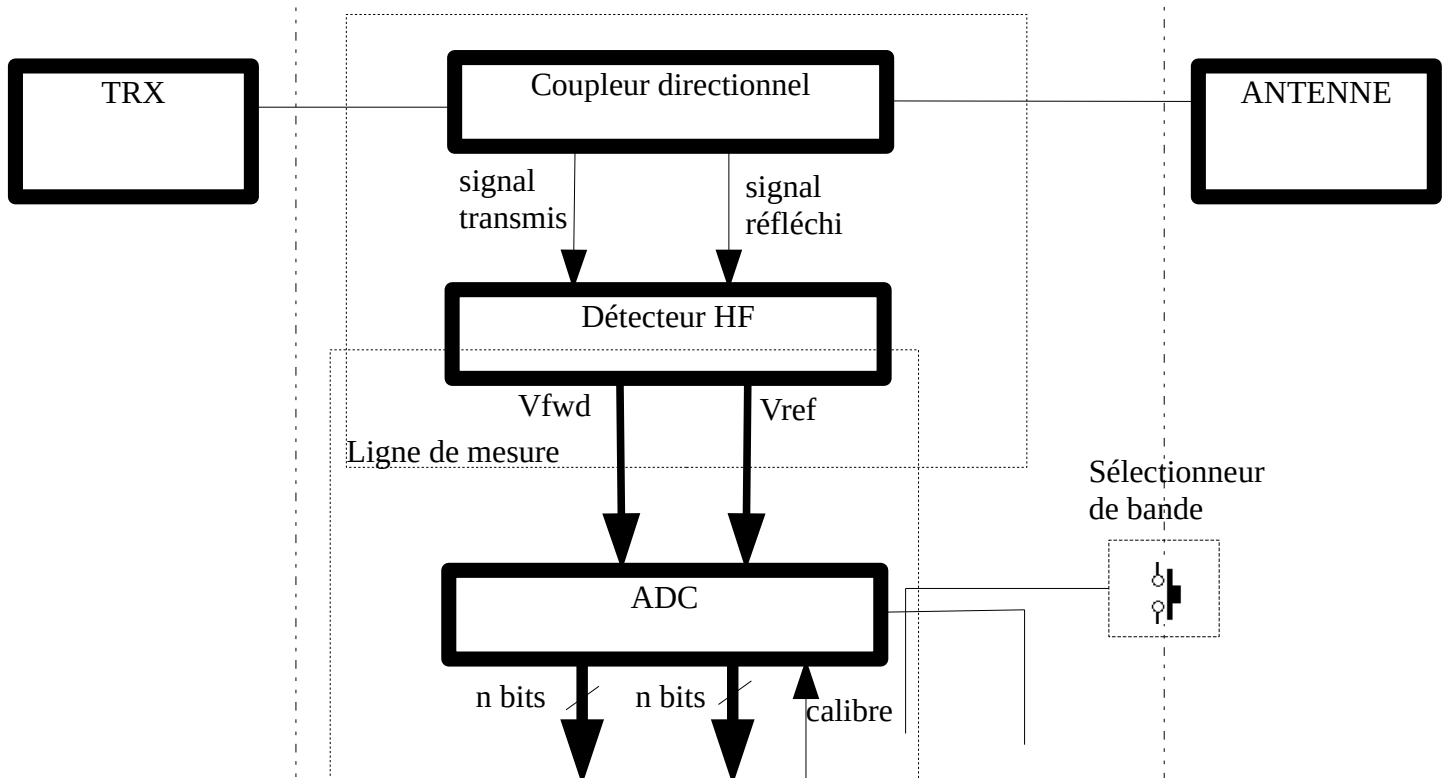 TRX
Coupleur directionnel
ANTENNE
signal
transmis
signal
réfléchi
Détecteur HF
Vfwd
Vref
Ligne de mesure
Sélectionneur
de bande
ADC
n bits
n bits
calibre